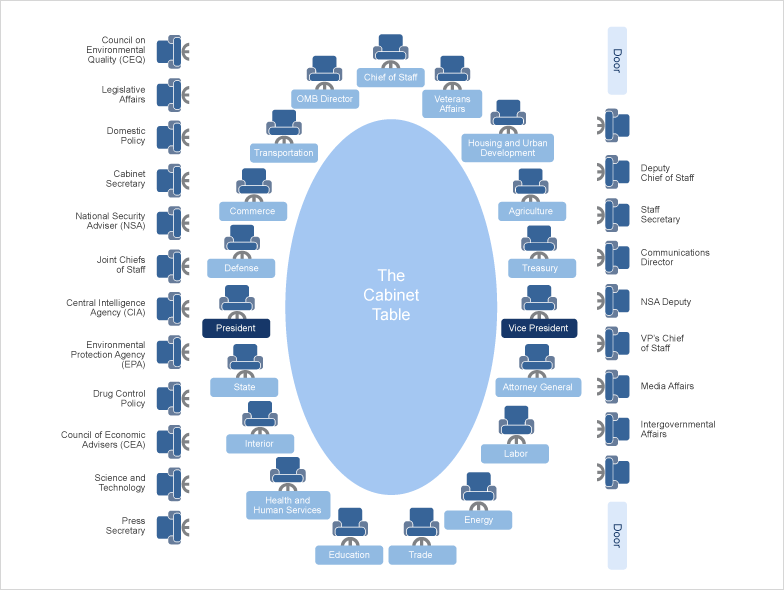 Council on
Environmental
Quality (CEQ)
Legislative
Affairs
Domestic
Policy
Cabinet
Secretary
National Security
Adviser (NSA)
Joint Chiefs
of Staff
Central Intelligence
Agency (CIA)
Environmental
Protection Agency
(EPA)
Drug Control
Policy
Council of Economic
Advisers (CEA)
Science and
Technology
Press
Secretary
Chief of Staff
OMB Director
Veterans
Affairs
Transportation
Housing and Urban
Development
Commerce
Agriculture
Defense
Treasury
The
Cabinet
Table
President
Vice President
State
Attorney General
Interior
Labor
Health and
Human Services
Energy
Education
Trade
Door
Deputy
Chief of Staff
Staff
Secretary
Communications
Director
NSA Deputy
VP's Chief
of Staff
Media Affairs
Intergovernmental
Affairs
Door